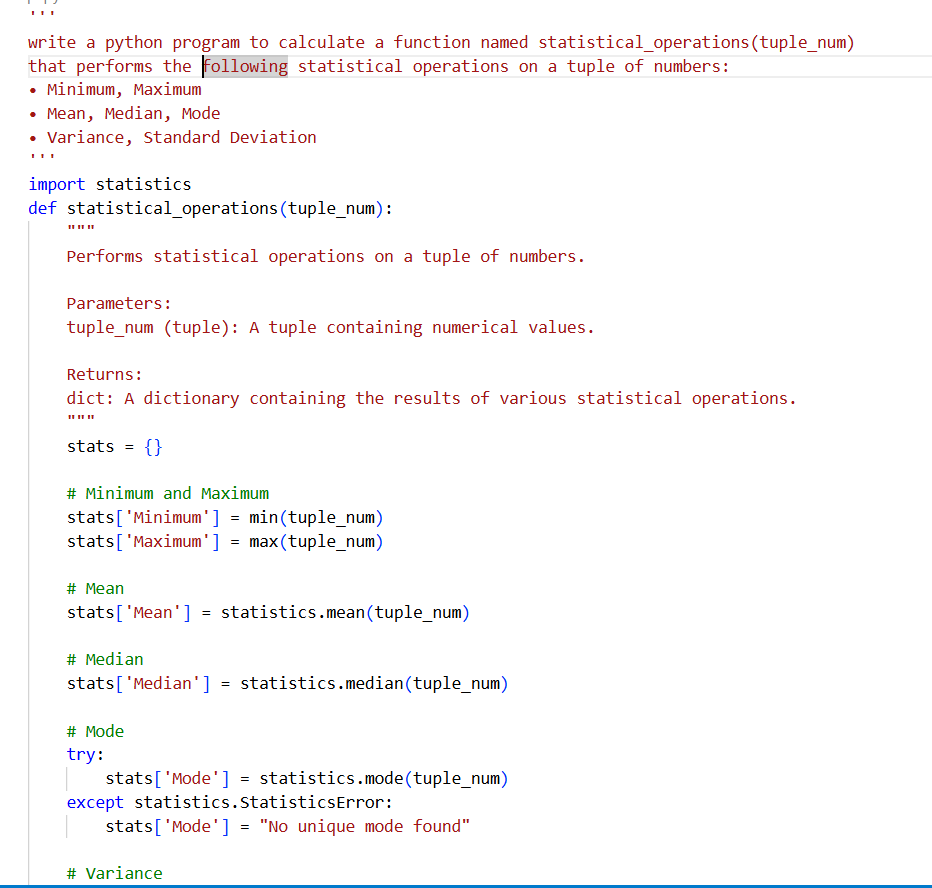 '''
write a python program to calculate a function named statistical_operations(tuple_num)
that performs the following statistical operations on a tuple of numbers:
• Minimum, Maximum
• Mean, Median, Mode
• Variance, Standard Deviation
'''
import statistics
def statistical_operations(tuple_num):
    """
    Performs statistical operations on a tuple of numbers.

    Parameters:
    tuple_num (tuple): A tuple containing numerical values.

    Returns:
    dict: A dictionary containing the results of various statistical operations.
    """
    stats = {}

    # Minimum and Maximum
    stats['Minimum'] = min(tuple_num)
    stats['Maximum'] = max(tuple_num)

    # Mean
    stats['Mean'] = statistics.mean(tuple_num)

    # Median
    stats['Median'] = statistics.median(tuple_num)

    # Mode
    try:
        stats['Mode'] = statistics.mode(tuple_num)
    except statistics.StatisticsError:
        stats['Mode'] = "No unique mode found"

    # Variance